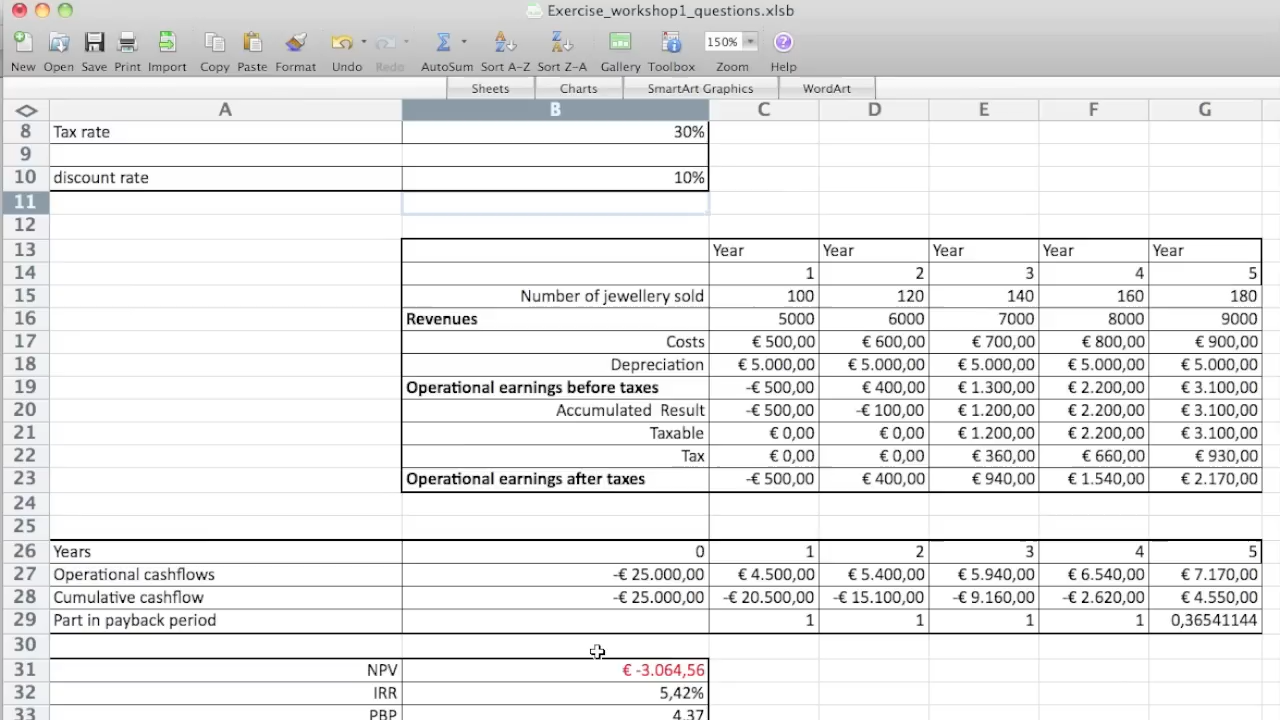 Exercise_workshop1_questions.xlsb
New Open Save Print Import Copy Paste Format Undo Redo AutoSum Sort A-Z Sort Z-A Gallery Toolbox 150% Zoom Help
Sheets Charts SmartArt Graphics WordArt
A B C D E F G
8 Tax rate 30%
9
10 discount rate 10%
11
12
13 Year Year Year Year Year
14 1 2 3 4 5
15 Number of jewellery sold 100 120 140 160 180
16 Revenues 5000 6000 7000 8000 9000
17 Costs € 500,00 € 600,00 € 700,00 € 800,00 € 900,00
18 Depreciation € 5.000,00 € 5.000,00 € 5.000,00 € 5.000,00 € 5.000,00
19 Operational earnings before taxes -€ 500,00 € 400,00 € 1.300,00 € 2.200,00 € 3.100,00
20 Accumulated Result -€ 500,00 -€ 100,00 € 1.200,00 € 2.200,00 € 3.100,00
21 Taxable € 0,00 € 0,00 € 1.200,00 € 2.200,00 € 3.100,00
22 Tax € 0,00 € 0,00 € 360,00 € 660,00 € 930,00
23 Operational earnings after taxes -€ 500,00 € 400,00 € 940,00 € 1.540,00 € 2.170,00
24
25
26 Years 0 1 2 3 4 5
27 Operational cashflows -€ 25.000,00 € 4.500,00 € 5.400,00 € 5.940,00 € 6.540,00 € 7.170,00
28 Cumulative cashflow -€ 25.000,00 -€ 20.500,00 -€ 15.100,00 -€ 9.160,00 -€ 2.620,00 € 4.550,00
29 Part in payback period 1 1 1 1 0,36541144
30
31 NPV € -3.064,56
32 IRR 5,42%
33 PBP 4,37